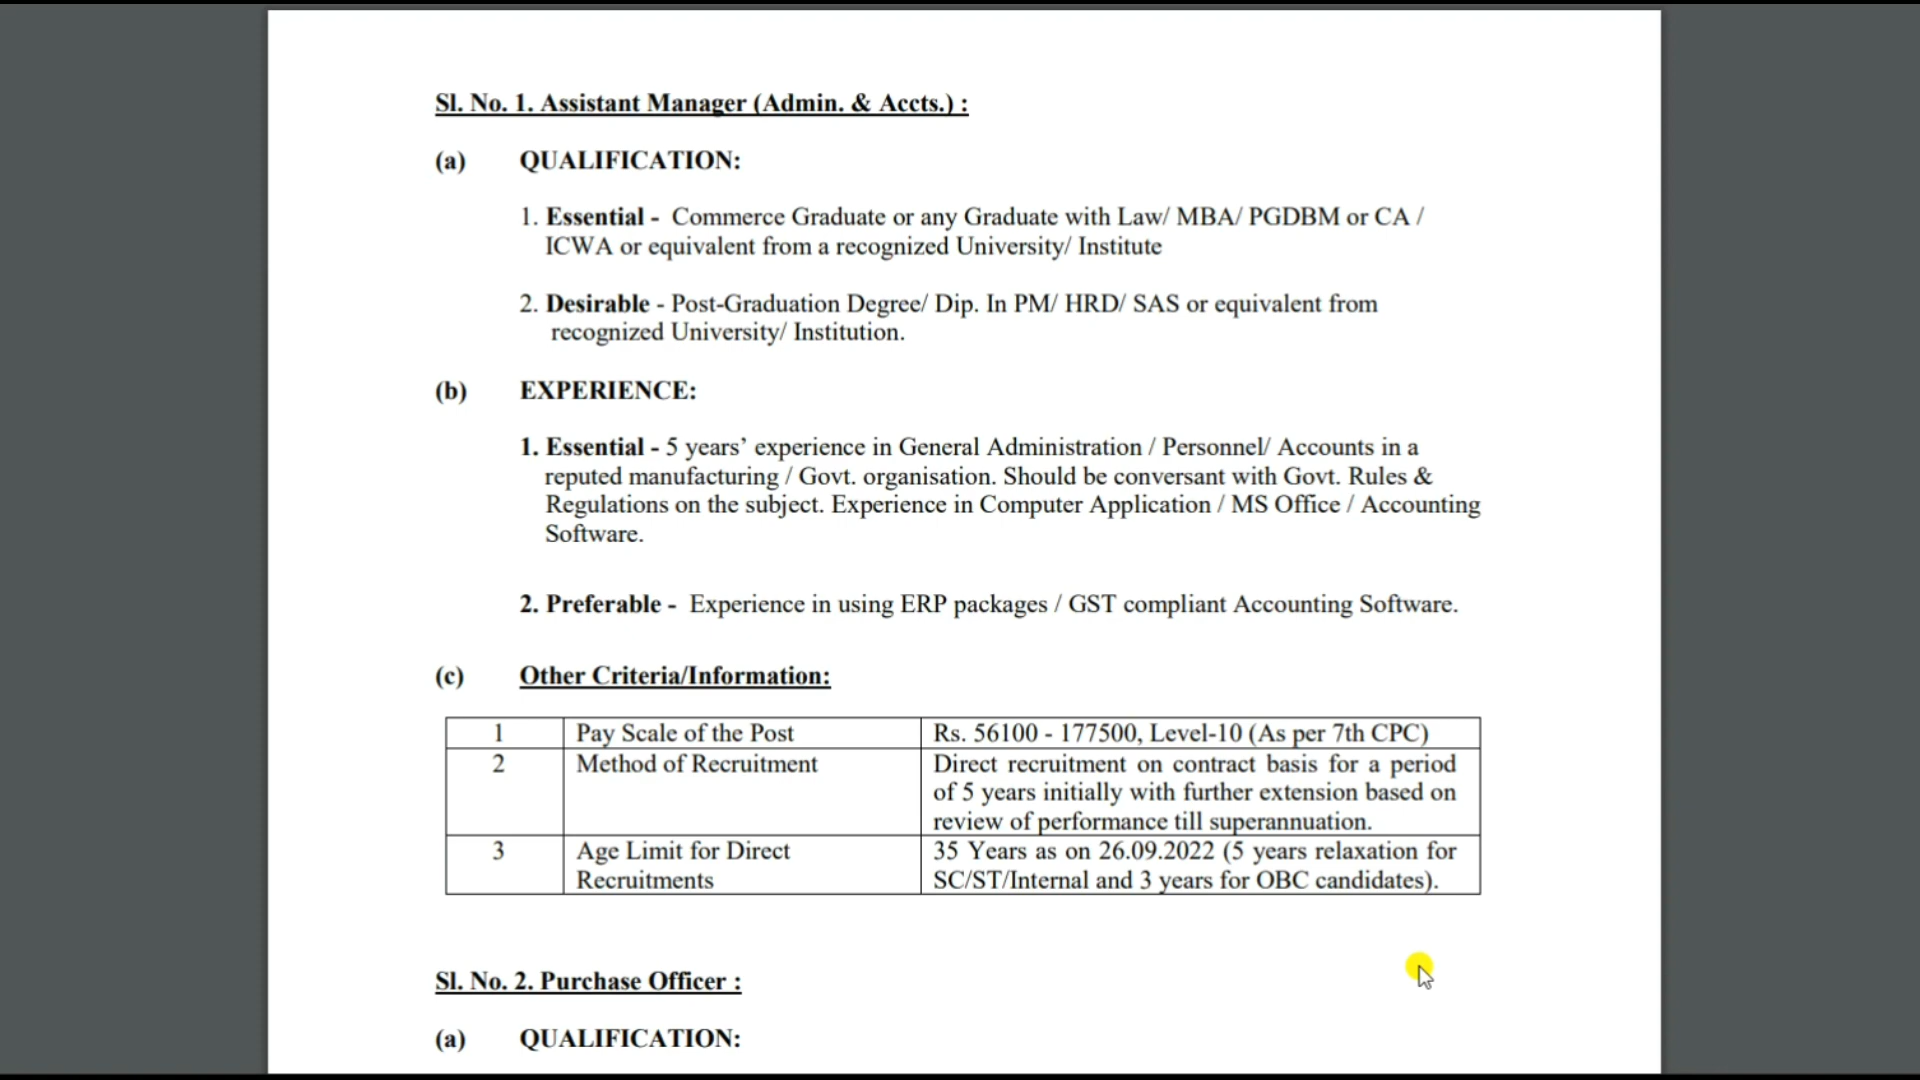 Sl. No. 1. Assistant Manager (Admin. & Accts.) :
(a) QUALIFICATION:
1. Essential - Commerce Graduate or any Graduate with Law/ MBA/ PGDBM or CA /
ICWA or equivalent from a recognized University/ Institute
2. Desirable - Post-Graduation Degree/ Dip. In PM/ HRD/ SAS or equivalent from
recognized University/ Institution.
(b) EXPERIENCE:
1. Essential - 5 years’ experience in General Administration / Personnel/ Accounts in a
reputed manufacturing / Govt. organisation. Should be conversant with Govt. Rules &
Regulations on the subject. Experience in Computer Application / MS Office / Accounting
Software.
2. Preferable - Experience in using ERP packages / GST compliant Accounting Software.
(c) Other Criteria/Information:
1 Pay Scale of the Post Rs. 56100 - 177500, Level-10 (As per 7th CPC)
2 Method of Recruitment Direct recruitment on contract basis for a period
of 5 years initially with further extension based on
review of performance till superannuation.
3 Age Limit for Direct 35 Years as on 26.09.2022 (5 years relaxation for
Recruitments SC/ST/Internal and 3 years for OBC candidates).
Sl. No. 2. Purchase Officer :
(a) QUALIFICATION: